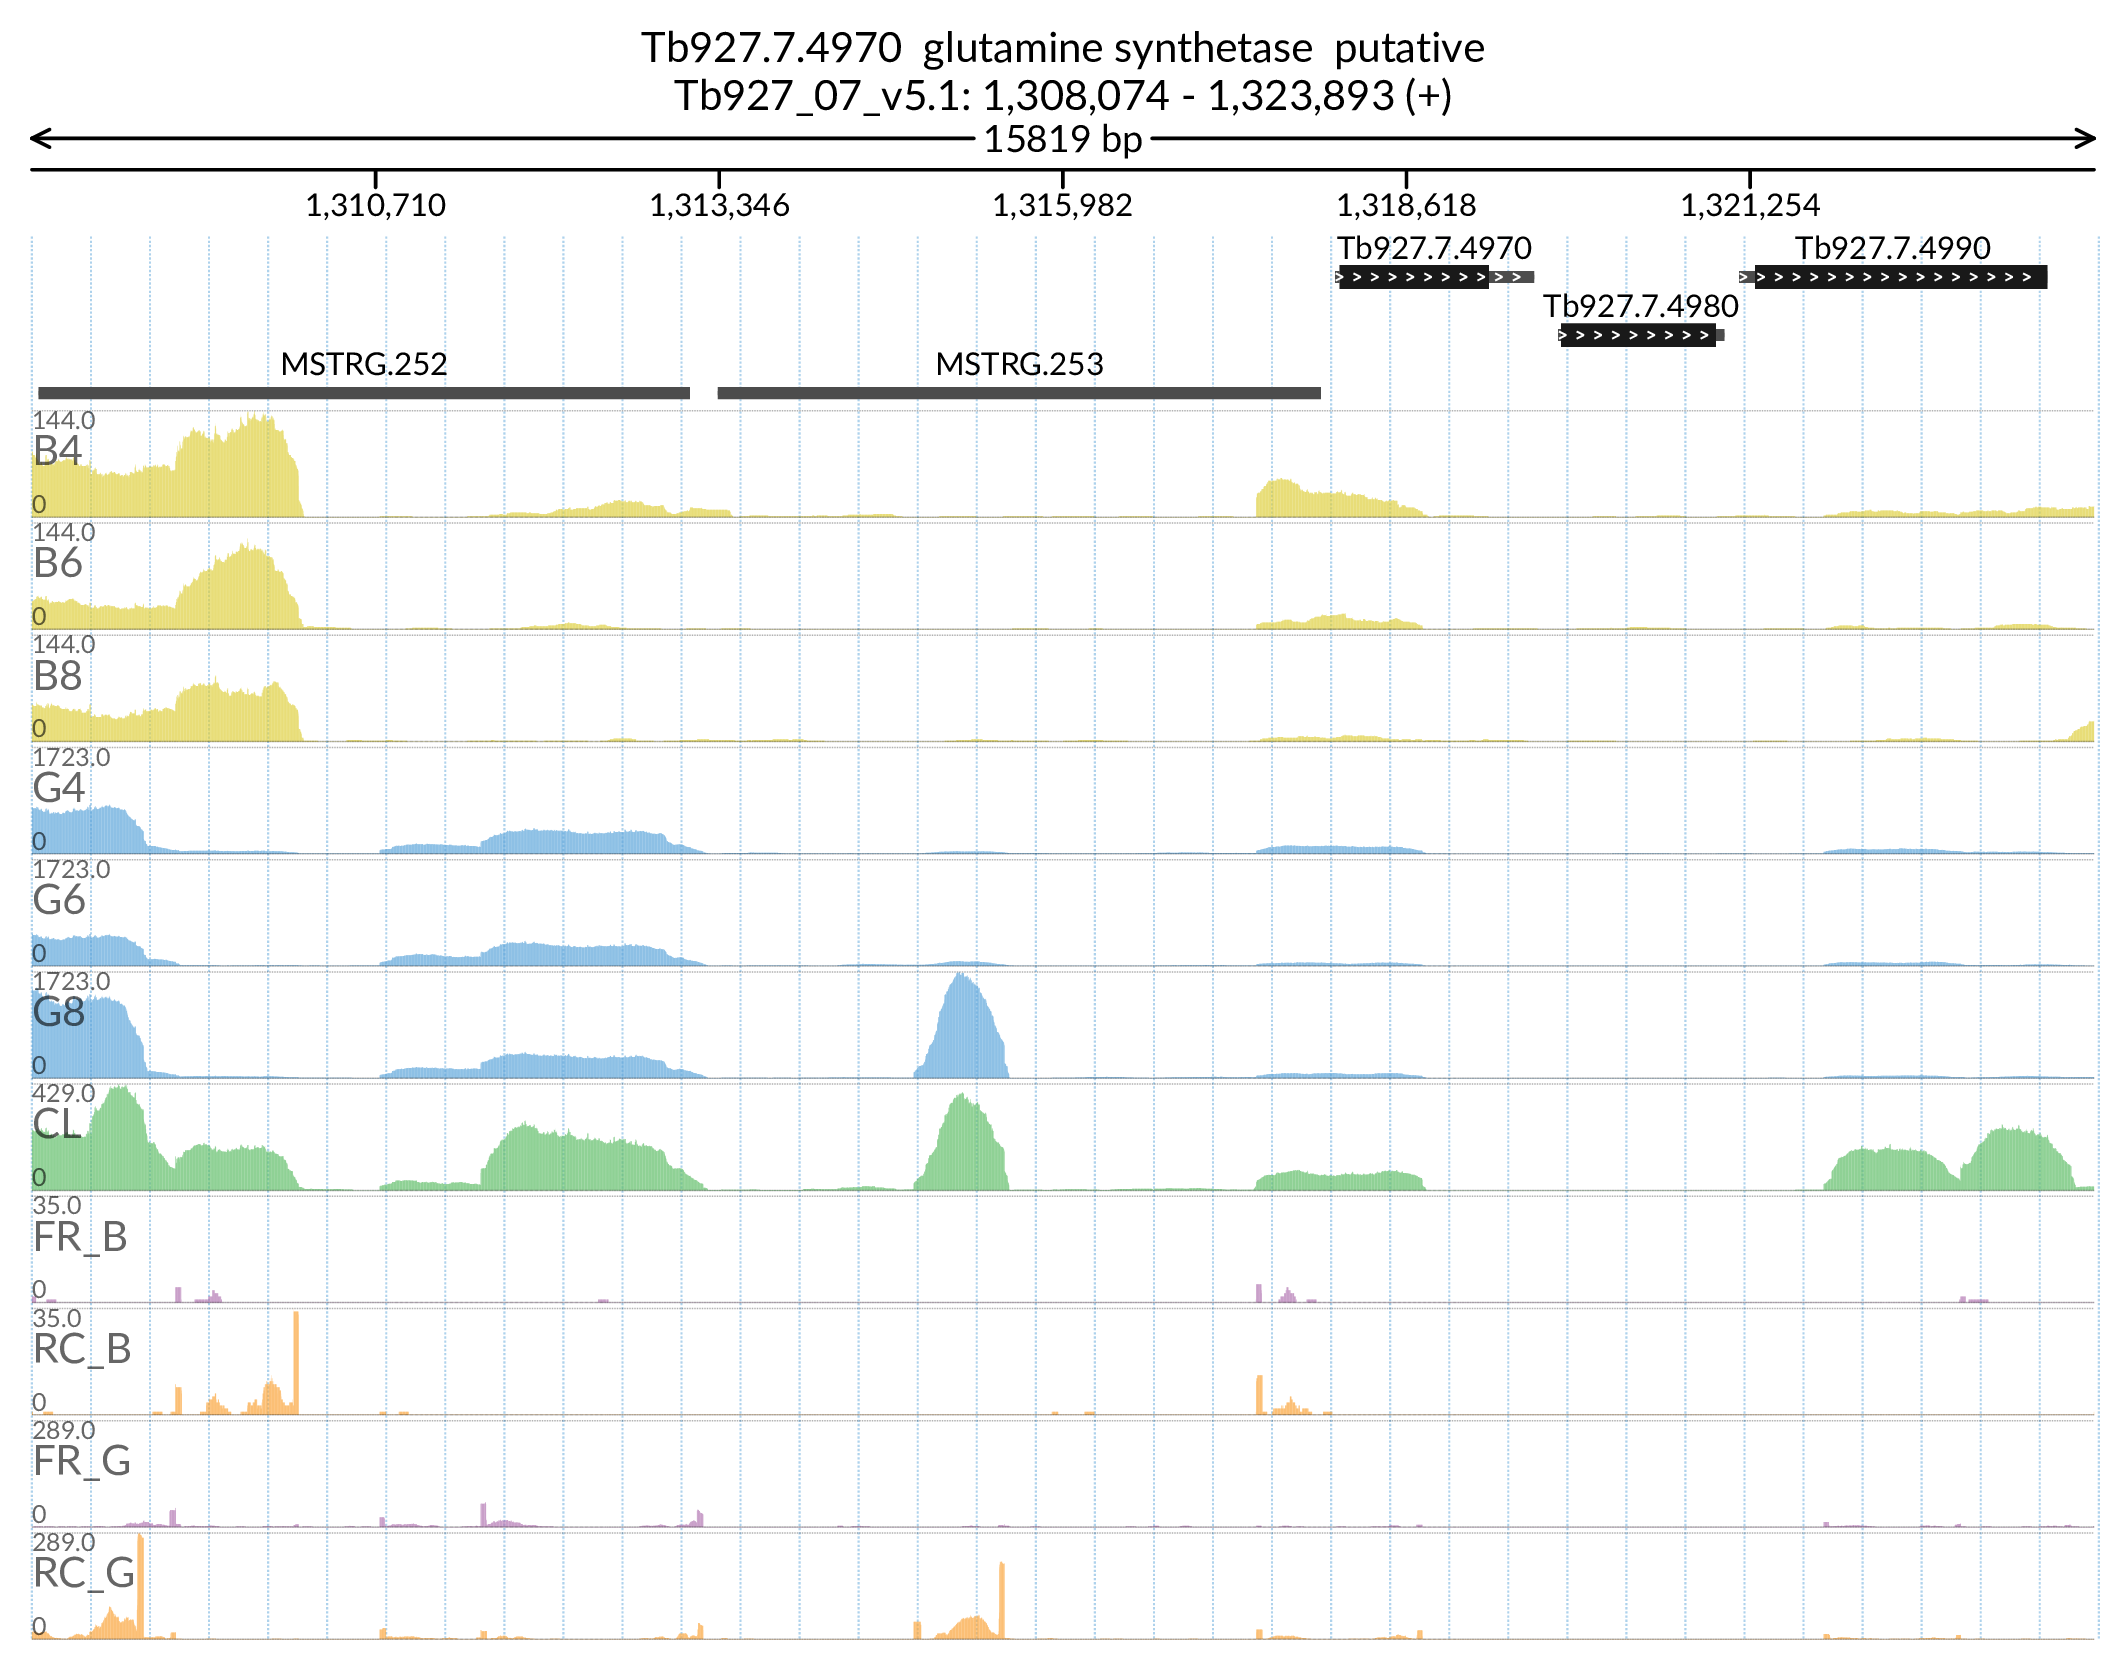 Tb927.7.4970 glutamine synthetase putative
Tb927_07_v5.1: 1,308,074 - 1,323,893 (+)
15819 bp
1,310,710 1,313,346 1,315,982 1,318,618 1,321,254
Tb927.7.4970 Tb927.7.4990
Tb927.7.4980
MSTRG.252 MSTRG.253
144.0
B4
0
144.0
B6
0
144.0
B8
0
1723.0
G4
0
1723.0
G6
0
1723.0
G8
0
429.0
CL
0
35.0
FR_B
0
35.0
RC_B
0
289.0
FR_G
0
289.0
RC_G
0